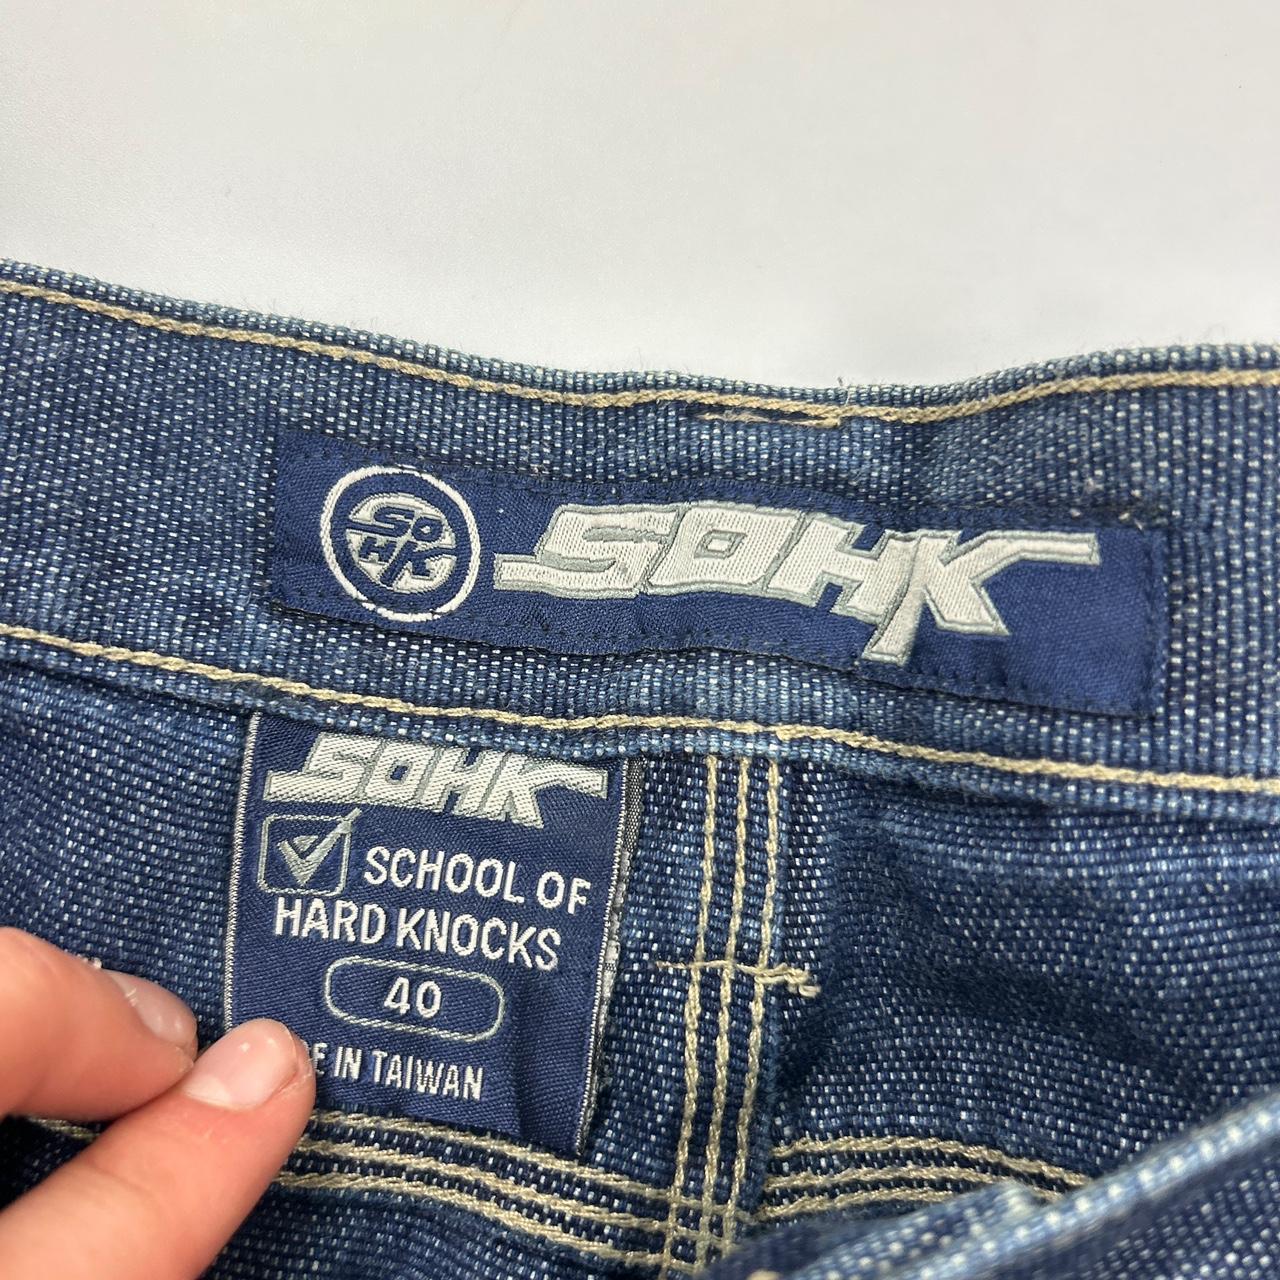 SO
HK
SOHK
SOHK
SCHOOL OF
HARD KNOCKS
40
E IN TAIWAN